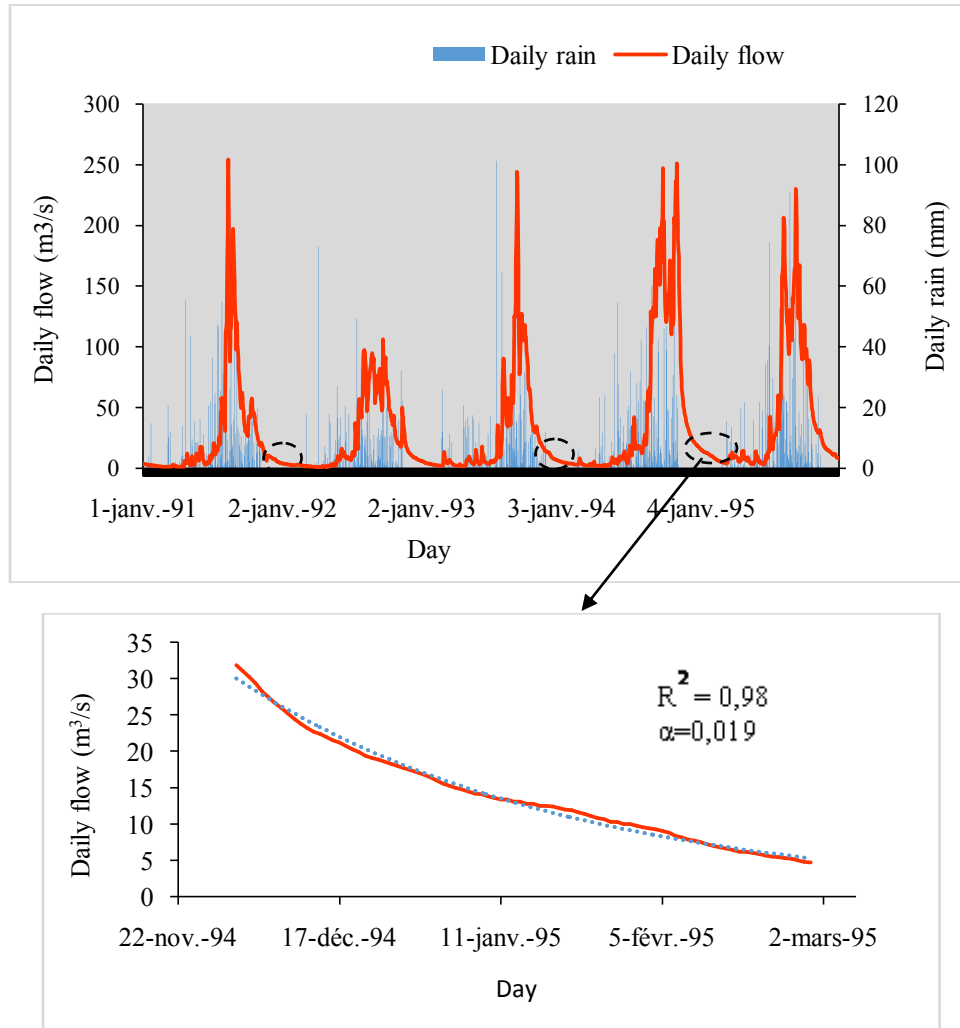 Daily rain Daily flow
300
250
200
150
100
50
0
Daily flow (m3/s)
120
100
80
60
40
20
0
Daily rain (mm)
1-janv.-91 2-janv.-92 2-janv.-93 3-janv.-94 4-janv.-95
Day
35
30
25
20
15
10
5
0
Daily flow (m³/s)
R² = 0,98
α=0,019
22-nov.-94 17-déc.-94 11-janv.-95 5-févr.-95 2-mars-95
Day